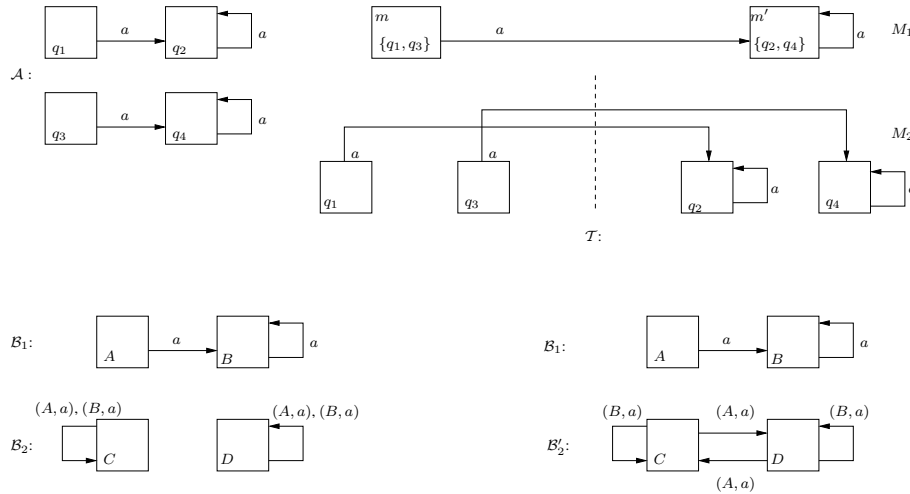 m m′ M₁
a a a
q₁ q₂ {q₁, q₃} {q₂, q₄}
𝒜 :
a a M₂
q₃ q₄
a a a
q₁ q₃ q₂ q₄
𝒯:
ℬ₁: A a B a ℬ₁: A a B a
(A, a), (B, a) (A, a), (B, a) (B, a) (A, a) (B, a)
ℬ₂: C D ℬ′₂: C D
(A, a)